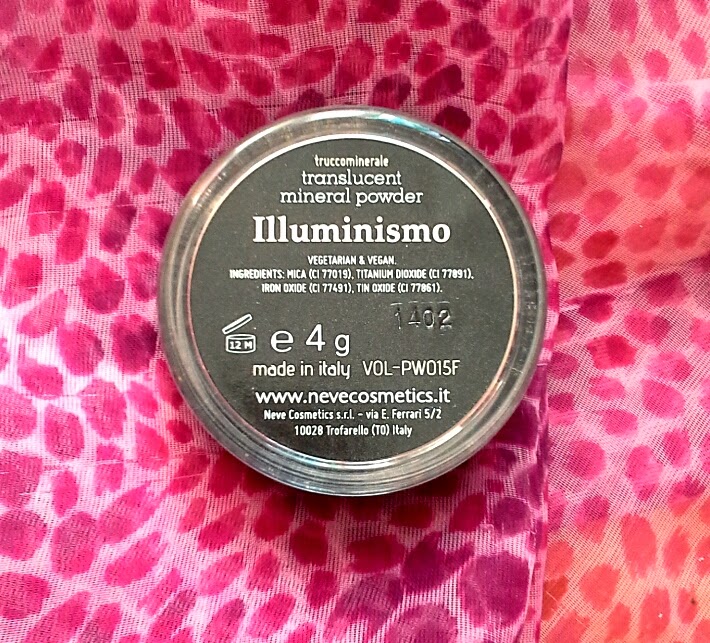 truccominerale
translucent
mineral powder
Illuminismo
VEGETARIAN & VEGAN.
INGREDIENTS: MICA (CI 77019), TITANIUM DIOXIDE (CI 77891),
IRON OXIDE (CI 77491), TIN OXIDE (CI 77861).
1402
12 M e 4 g
made in italy VOL-PW015F
www.nevecosmetics.it
Neve Cosmetics s.r.l. - via E. Ferrari 5/2
10028 Trofarello (TO) Italy